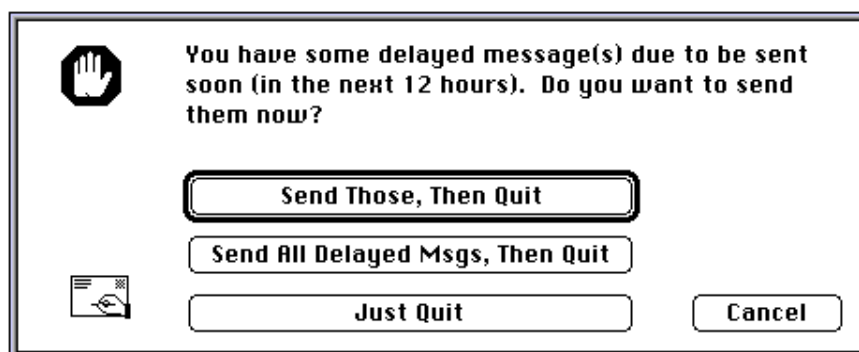 You have some delayed message(s) due to be sent
soon (in the next 12 hours).  Do you want to send
them now?
Send Those, Then Quit
Send All Delayed Msgs, Then Quit
Just Quit
Cancel